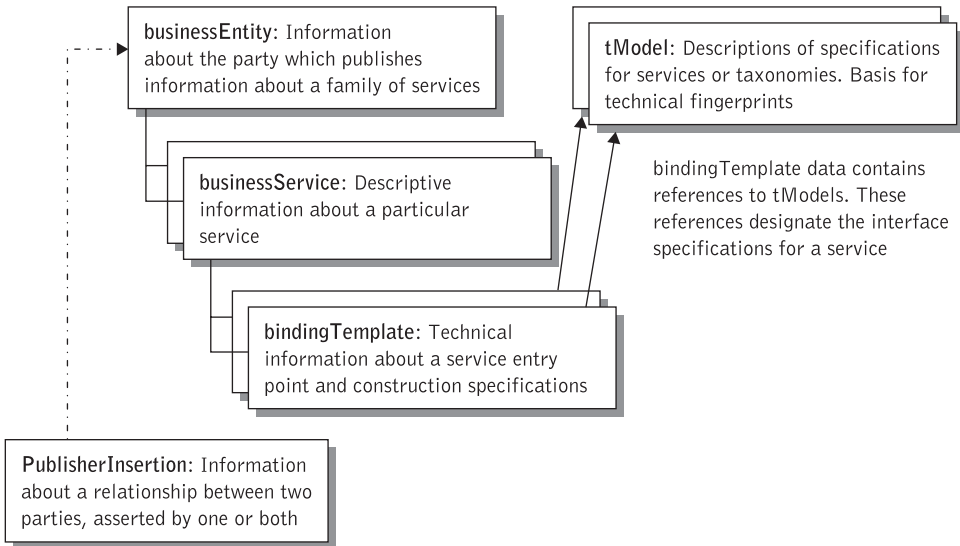 businessEntity: Information
about the party which publishes
information about a family of services
tModel: Descriptions of specifications
for services or taxonomies. Basis for
technical fingerprints
businessService: Descriptive
information about a particular
service
bindingTemplate data contains
references to tModels. These
references designate the interface
specifications for a service
bindingTemplate: Technical
information about a service entry
point and construction specifications
PublisherInsertion: Information
about a relationship between two
parties, asserted by one or both